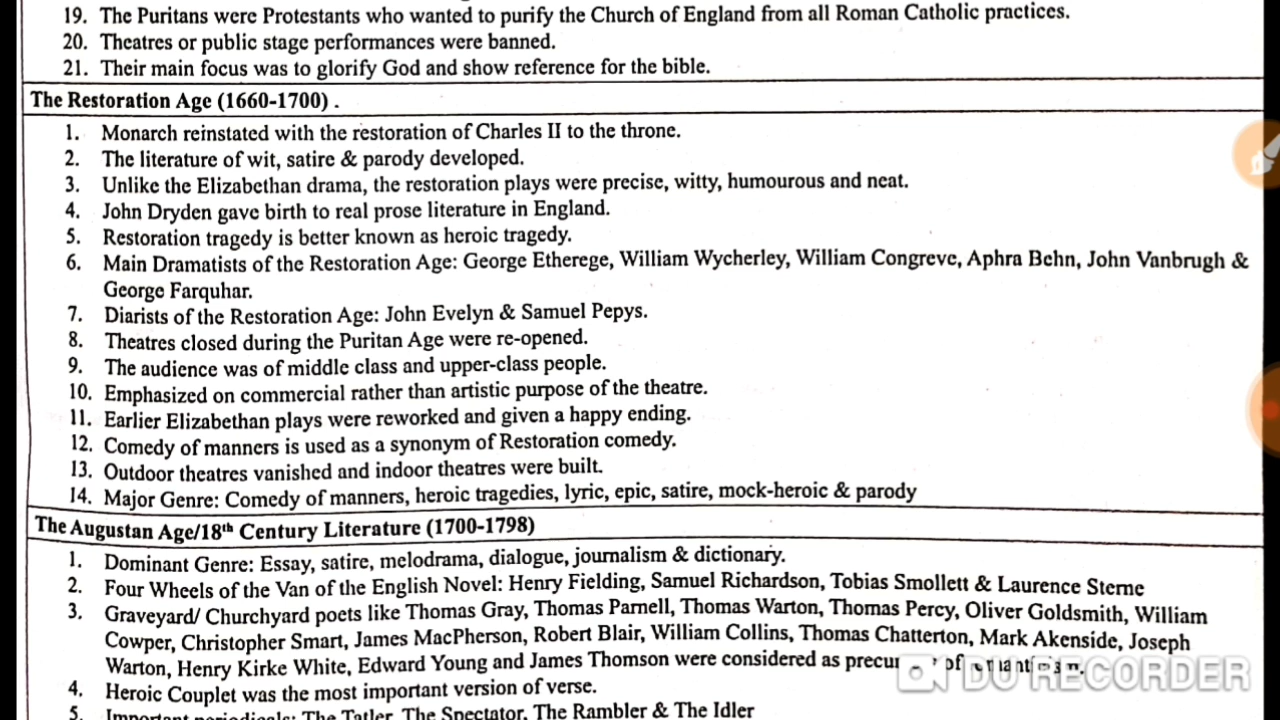 19. The Puritans were Protestants who wanted to purify the Church of England from all Roman Catholic practices.
20. Theatres or public stage performances were banned.
21. Their main focus was to glorify God and show reference for the bible.
The Restoration Age (1660-1700) .
1. Monarch reinstated with the restoration of Charles II to the throne.
2. The literature of wit, satire & parody developed.
3. Unlike the Elizabethan drama, the restoration plays were precise, witty, humourous and neat.
4. John Dryden gave birth to real prose literature in England.
5. Restoration tragedy is better known as heroic tragedy.
6. Main Dramatists of the Restoration Age: George Etherege, William Wycherley, William Congreve, Aphra Behn, John Vanbrugh &
George Farquhar.
7. Diarists of the Restoration Age: John Evelyn & Samuel Pepys.
8. Theatres closed during the Puritan Age were re-opened.
9. The audience was of middle class and upper-class people.
10. Emphasized on commercial rather than artistic purpose of the theatre.
11. Earlier Elizabethan plays were reworked and given a happy ending.
12. Comedy of manners is used as a synonym of Restoration comedy.
13. Outdoor theatres vanished and indoor theatres were built.
14. Major Genre: Comedy of manners, heroic tragedies, lyric, epic, satire, mock-heroic & parody
The Augustan Age/18th Century Literature (1700-1798)
1. Dominant Genre: Essay, satire, melodrama, dialogue, journalism & dictionary.
2. Four Wheels of the Van of the English Novel: Henry Fielding, Samuel Richardson, Tobias Smollett & Laurence Sterne
3. Graveyard/ Churchyard poets like Thomas Gray, Thomas Parnell, Thomas Warton, Thomas Percy, Oliver Goldsmith, William
Cowper, Christopher Smart, James MacPherson, Robert Blair, William Collins, Thomas Chatterton, Mark Akenside, Joseph
Warton, Henry Kirke White, Edward Young and James Thomson were considered as of
DU RECORDER
4. Heroic Couplet was the most important version of verse.
5. Important periodicals: The Tatler, The Spectator, The Rambler & The Idler